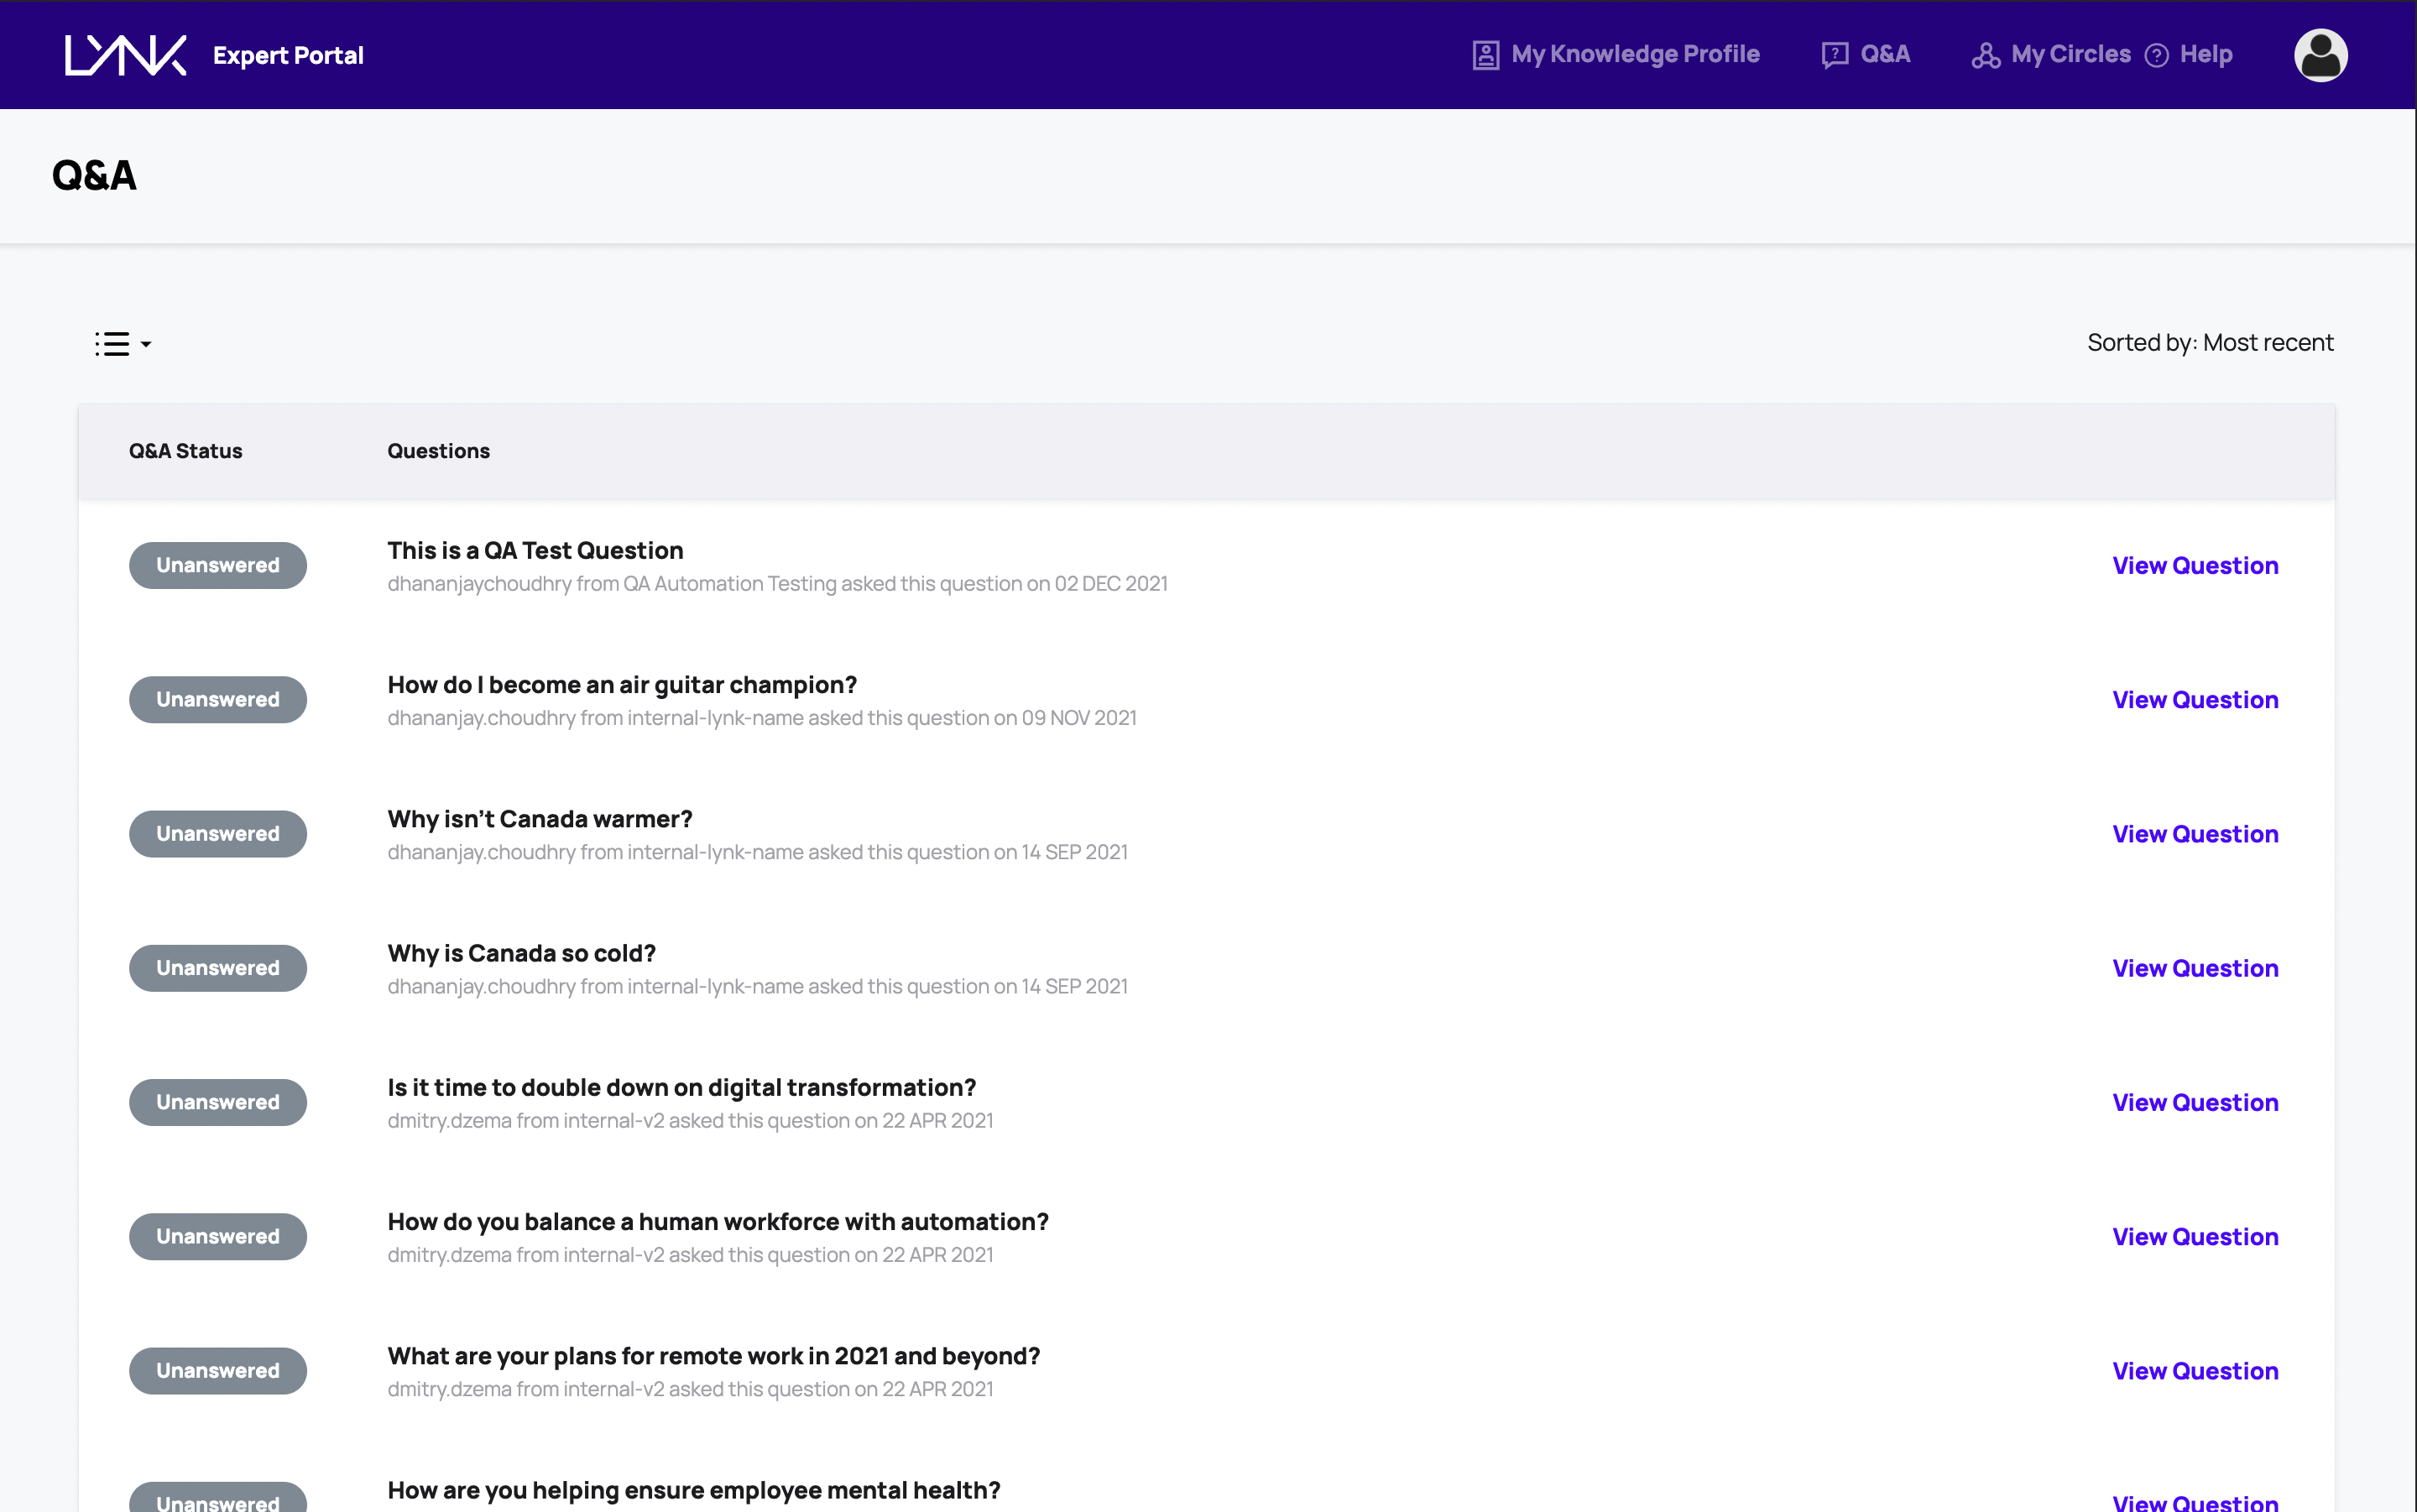 LYNK Expert Portal My Knowledge Profile Q&A My Circles Help
Q&A
Sorted by: Most recent
Q&A Status Questions
Unanswered This is a QA Test Question View Question
dhananjaychoudhry from QA Automation Testing asked this question on 02 DEC 2021
Unanswered How do I become an air guitar champion? View Question
dhananjay.choudhry from internal-lynk-name asked this question on 09 NOV 2021
Unanswered Why isn't Canada warmer? View Question
dhananjay.choudhry from internal-lynk-name asked this question on 14 SEP 2021
Unanswered Why is Canada so cold? View Question
dhananjay.choudhry from internal-lynk-name asked this question on 14 SEP 2021
Unanswered Is it time to double down on digital transformation? View Question
dmitry.dzema from internal-v2 asked this question on 22 APR 2021
Unanswered How do you balance a human workforce with automation? View Question
dmitry.dzema from internal-v2 asked this question on 22 APR 2021
Unanswered What are your plans for remote work in 2021 and beyond? View Question
dmitry.dzema from internal-v2 asked this question on 22 APR 2021
Unanswered How are you helping ensure employee mental health? View Question